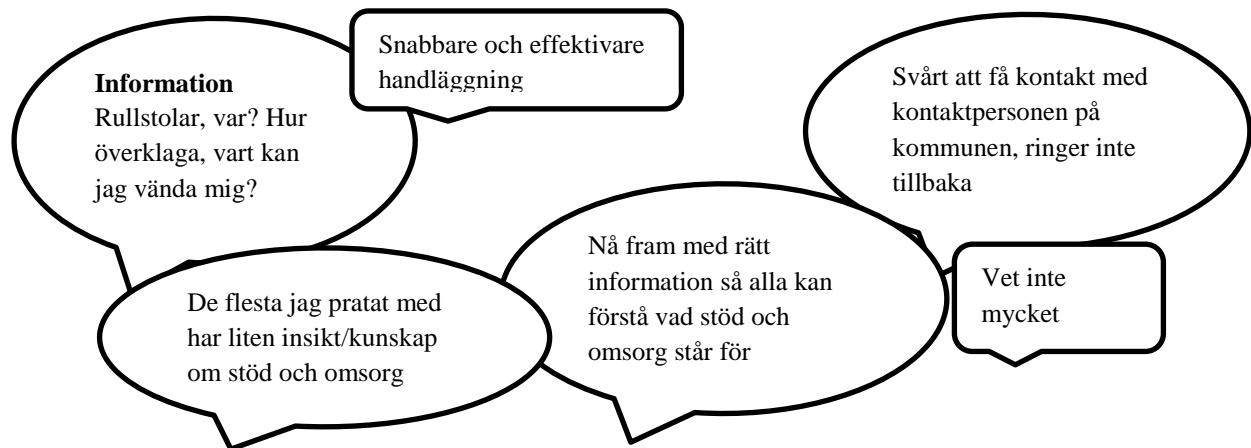 Information
Rullstolar, var? Hur
överklaga, vart kan
jag vända mig?
Snabbare och effektivare
handläggning
Svårt att få kontakt med
kontaktpersonen på
kommunen, ringer inte
tillbaka
De flesta jag pratat med
har liten insikt/kunskap
om stöd och omsorg
Nå fram med rätt
information så alla kan
förstå vad stöd och
omsorg står för
Vet inte
mycket